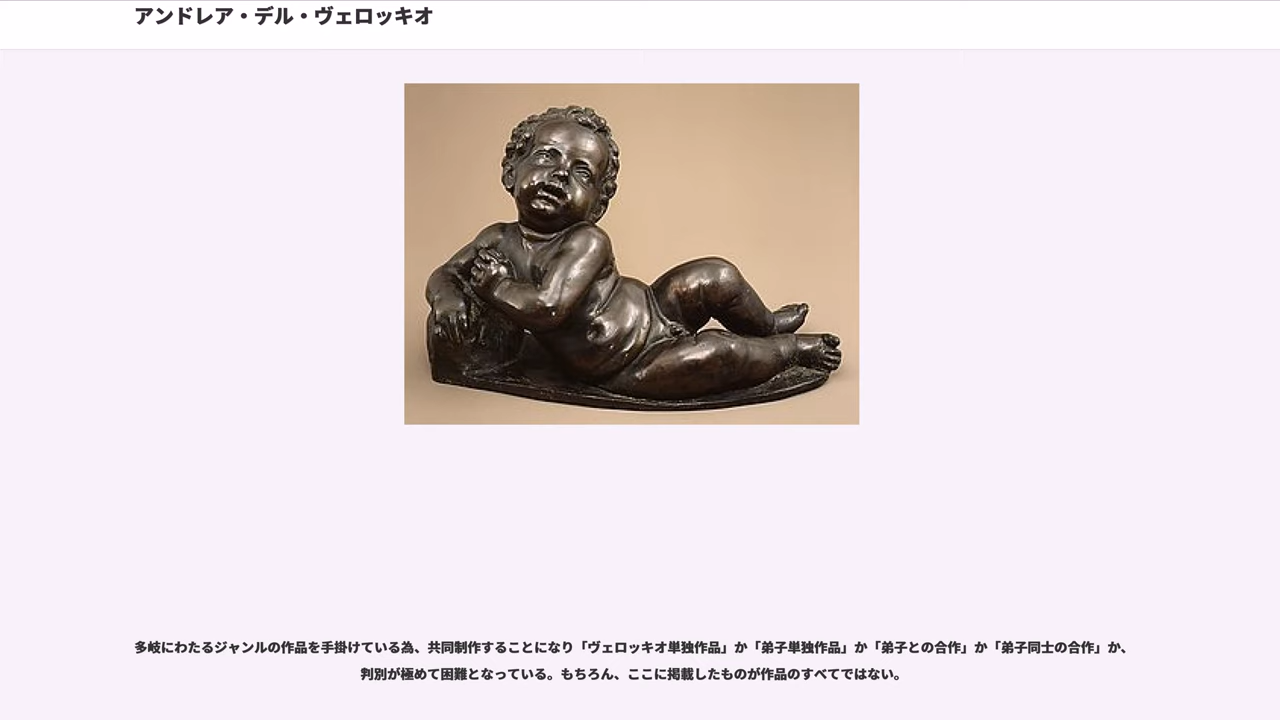 アンドレア・デル・ヴェロッキオ
多岐にわたるジャンルの作品を手掛けている為、共同制作することになり「ヴェロッキオ単独作品」か「弟子単独作品」か「弟子との合作」か「弟子同士の合作」か、
判別が極めて困難となっている。もちろん、ここに掲載したものが作品のすべてではない。